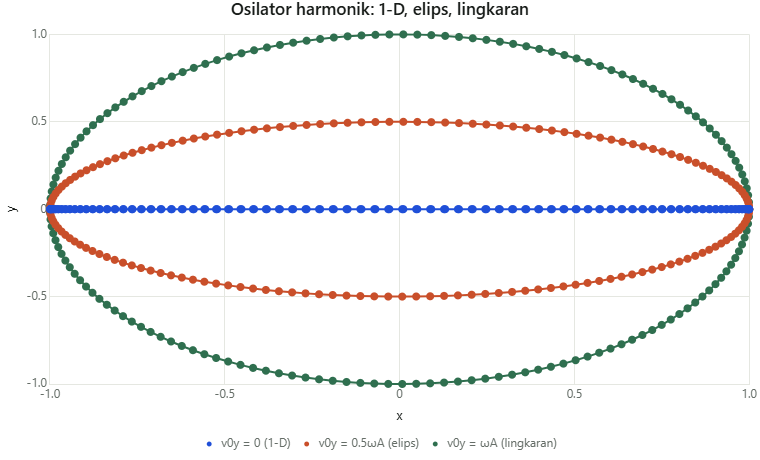 Osilator harmonik: 1-D, elips, lingkaran
1.0
0.5
y
0
-0.5
-1.0
-1.0 -0.5 0 0.5 1.0
x
v0y = 0 (1-D) v0y = 0.5ωA (elips) v0y = ωA (lingkaran)